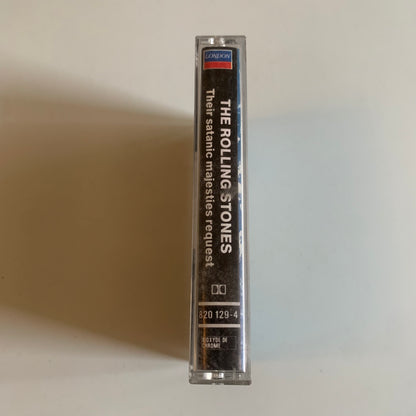 LONDON
THE ROLLING STONES
Their satanic majesties request
820 129-4
DIOXYDE DE
CHROME